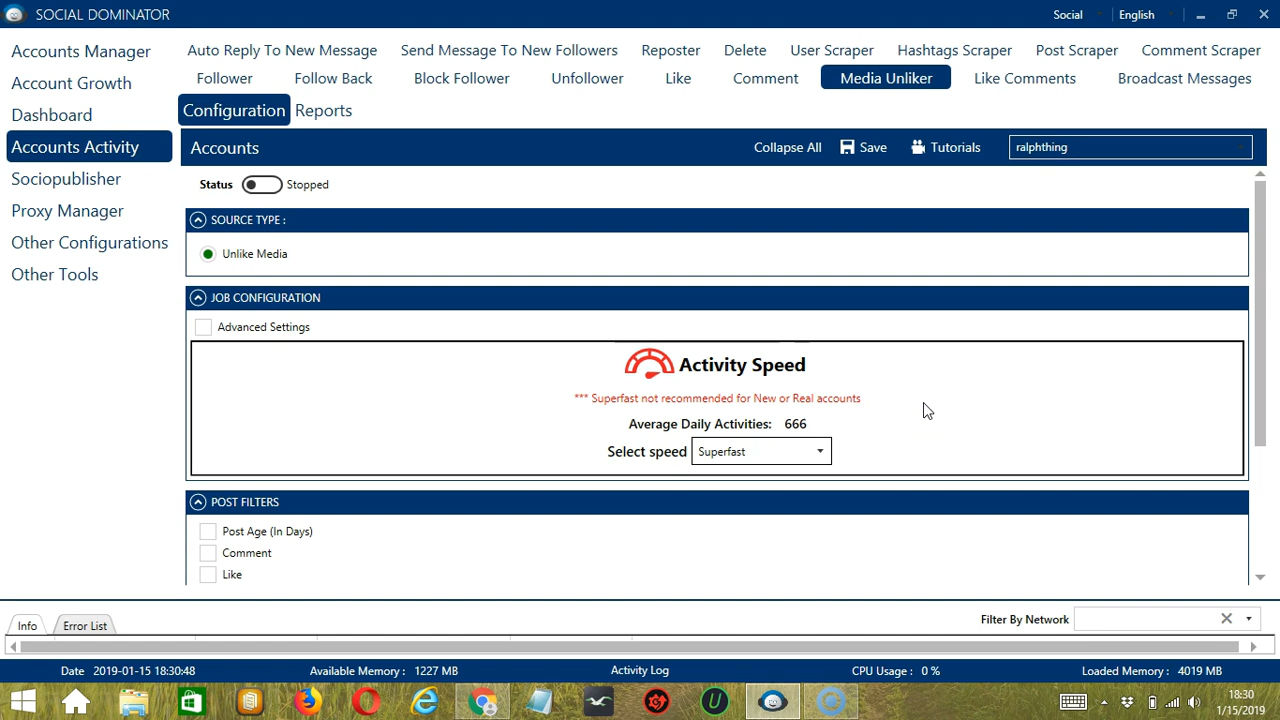 SOCIAL DOMINATOR
Social
English
Accounts Manager
Account Growth
Dashboard
Accounts Activity
Sociopublisher
Proxy Manager
Other Configurations
Other Tools
Auto Reply To New Message Send Message To New Followers Reposter Delete User Scraper Hashtags Scraper Post Scraper Comment Scraper
Follower Follow Back Block Follower Unfollower Like Comment Media Unliker Like Comments Broadcast Messages
Configuration Reports
Accounts
Collapse All Save Tutorials ralphthing
Status Stopped
SOURCE TYPE :
Unlike Media
JOB CONFIGURATION
Advanced Settings
Activity Speed
*** Superfast not recommended for New or Real accounts
Average Daily Activities: 666
Select speed Superfast
POST FILTERS
Post Age (In Days)
Comment
Like
Info Error List
Filter By Network
Date 2019-01-15 18:30:48 Available Memory : 1227 MB Activity Log CPU Usage : 0 % Loaded Memory : 4019 MB
18:30
1/15/2019